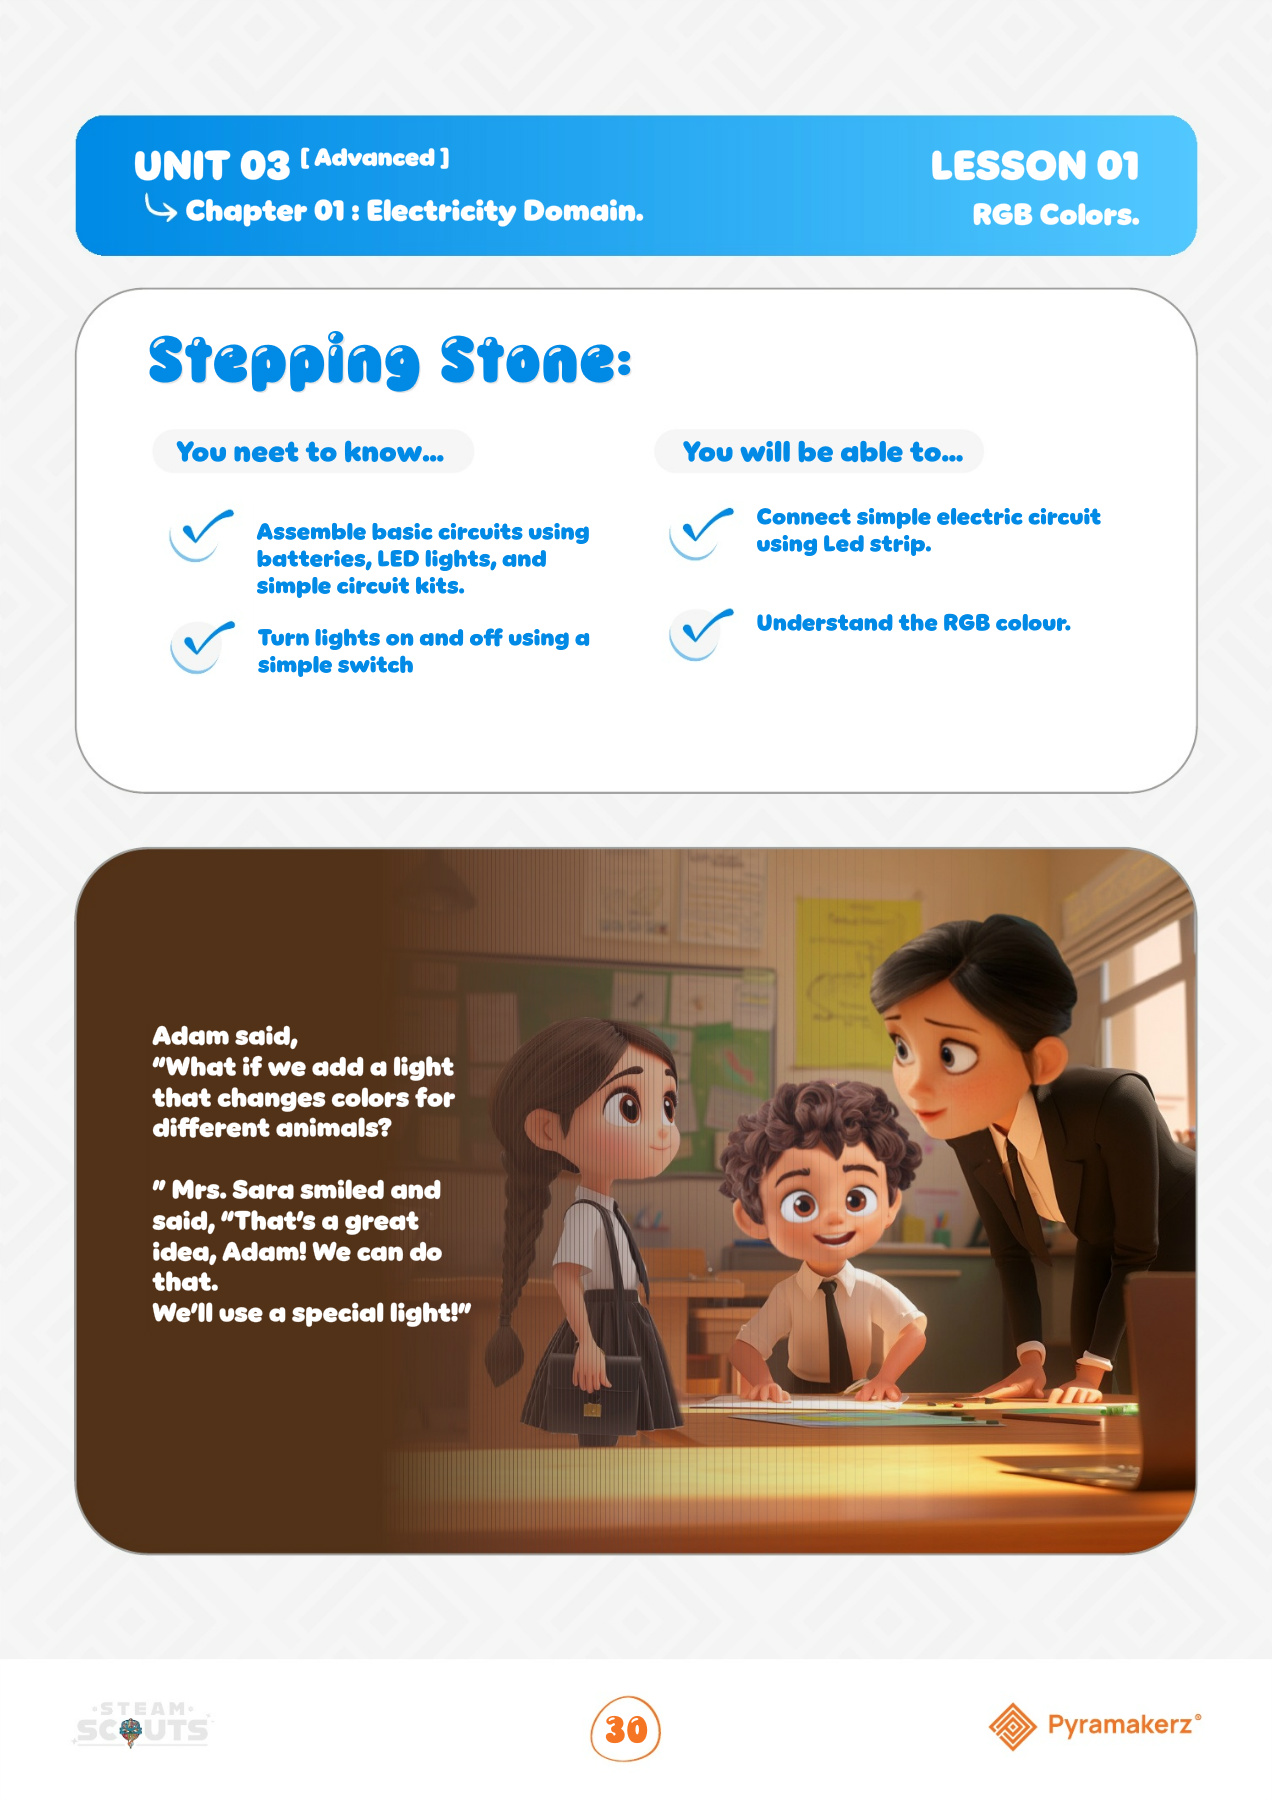 UNIT 03 [ Advanced ]
Chapter 01 : Electricity Domain.
LESSON 01
RGB Colors.
Stepping Stone:
You neet to know...
Assemble basic circuits using
batteries, LED lights, and
simple circuit kits.
Turn lights on and off using a
simple switch
You will be able to...
Connect simple electric circuit
using Led strip.
Understand the RGB colour.
Adam said,
“What if we add a light
that changes colors for
different animals?
” Mrs. Sara smiled and
said, “That’s a great
idea, Adam! We can do
that.
We’ll use a special light!”
STEAM
SCOUTS
30
Pyramakerz®